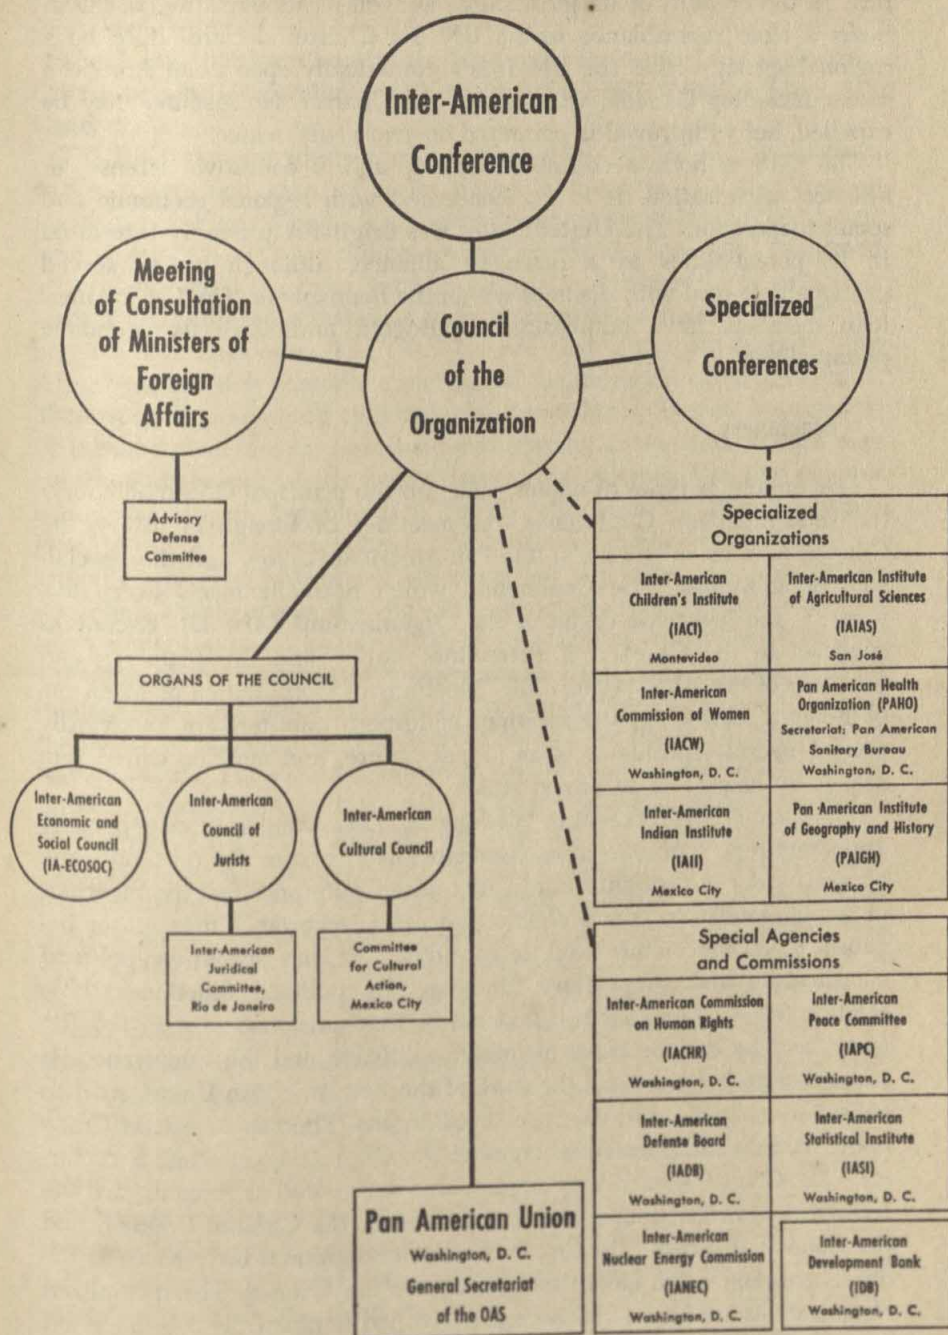 Inter-American
Conference
Meeting
of Consultation
of Ministers of
Foreign
Affairs
Council
of the
Organization
Specialized
Conferences
Advisory
Defense
Committee
ORGANS OF THE COUNCIL
Inter-American
Economic and
Social Council
(IA-ECOSOC)
Inter-American
Council of
Jurists
Inter-American
Cultural Council
Inter-American
Juridical
Committee,
Rio de Janeiro
Committee
for Cultural
Action,
Mexico City
Specialized
Organizations
Inter-American
Children's Institute
(IACI)
Montevideo
Inter-American Institute
of Agricultural Sciences
(IAIAS)
San José
Inter-American
Commission of Women
(IACW)
Washington, D. C.
Pan American Health
Organization (PAHO)
Secretariat: Pan American
Sanitary Bureau
Washington, D. C.
Inter-American
Indian Institute
(IAII)
Mexico City
Pan American Institute
of Geography and History
(PAIGH)
Mexico City
Special Agencies
and Commissions
Inter-American Commission
on Human Rights
(IACHR)
Washington, D. C.
Inter-American
Peace Committee
(IAPC)
Washington, D. C.
Inter-American
Defense Board
(IADB)
Washington, D. C.
Inter-American
Statistical Institute
(IASI)
Washington, D. C.
Inter-American
Nuclear Energy Commission
(IANEC)
Washington, D. C.
Inter-American
Development Bank
(IDB)
Washington, D. C.
Pan American Union
Washington, D. C.
General Secretariat
of the OAS